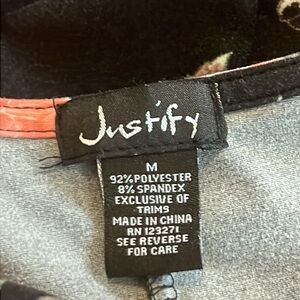 Justify
M
92% POLYESTER
8% SPANDEX
EXCLUSIVE OF
TRIMS
MADE IN CHINA
RN 123271
SEE REVERSE
FOR CARE